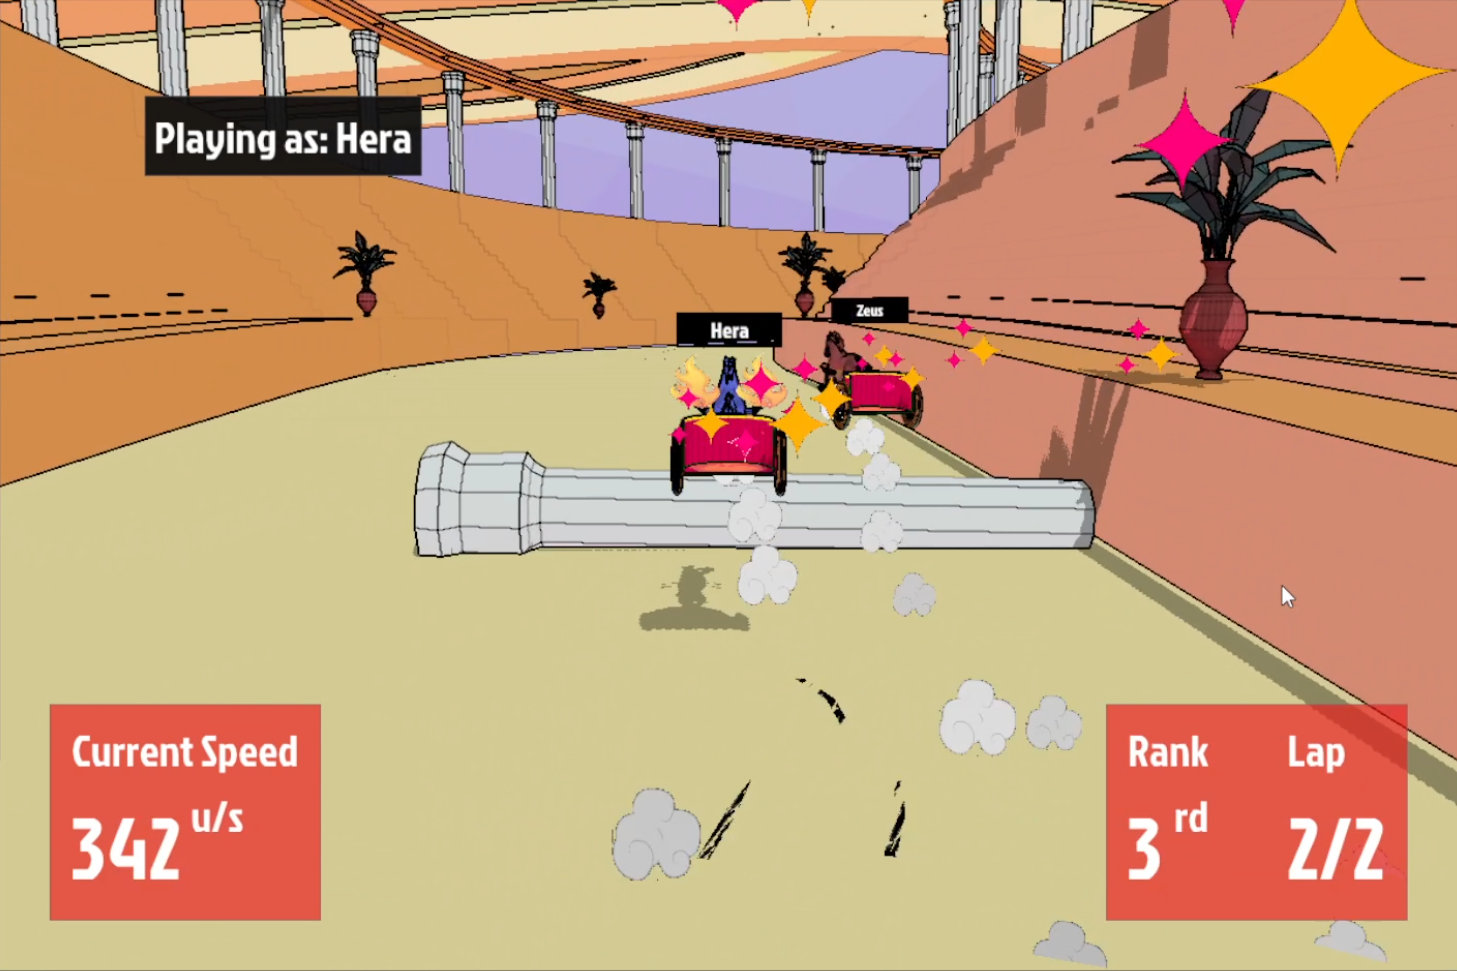 Playing as: Hera
Hera
Zeus
Current Speed
342 u/s
Rank
3 rd
Lap
2/2